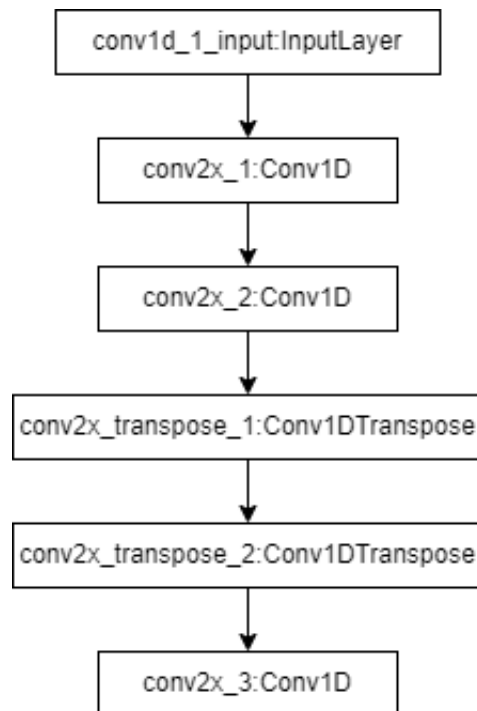 conv1d_1_input:InputLayer
conv2x_1:Conv1D
conv2x_2:Conv1D
conv2x_transpose_1:Conv1DTranspose
conv2x_transpose_2:Conv1DTranspose
conv2x_3:Conv1D